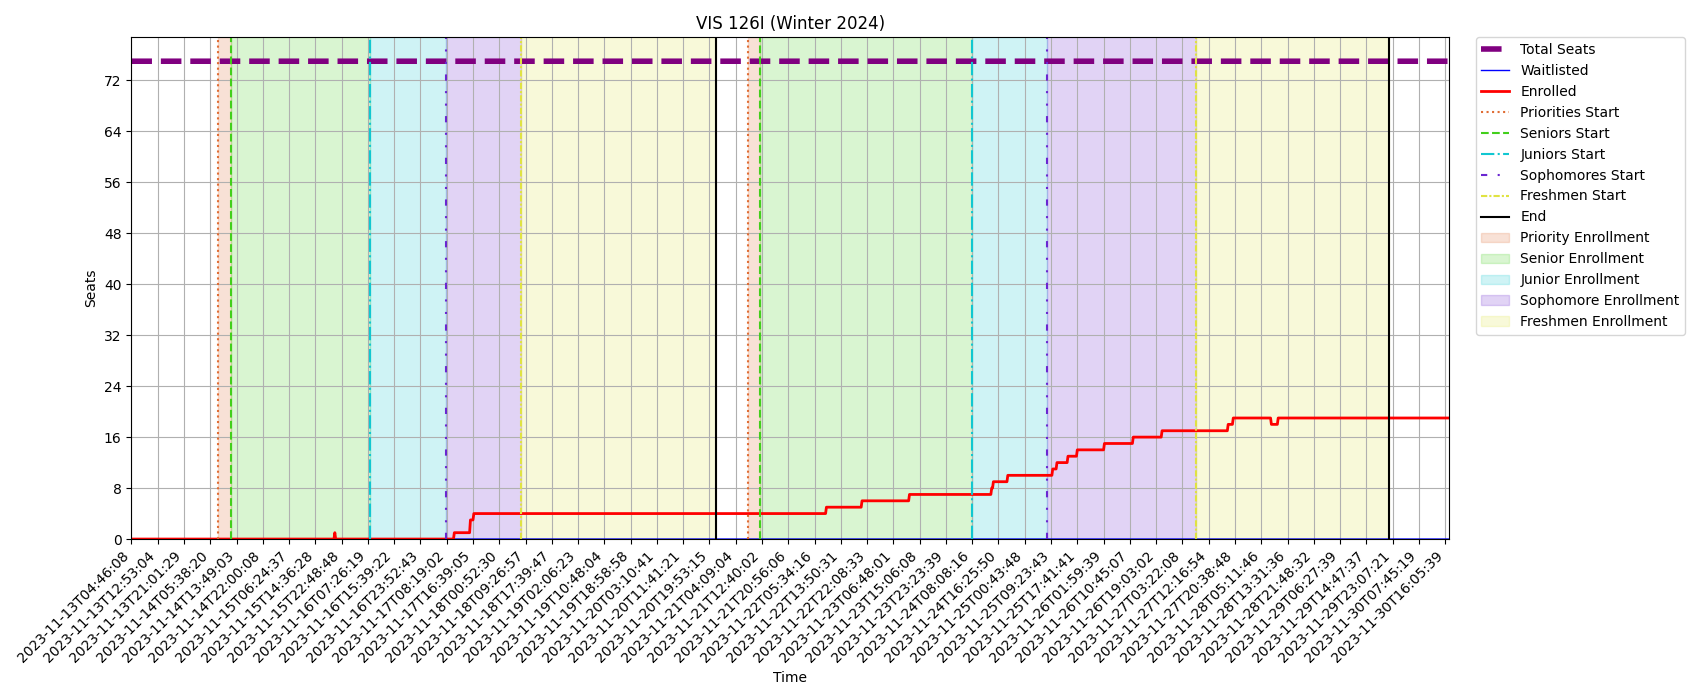 VIS 126I (Winter 2024)
Seats
72
64
56
48
40
32
24
16
8
0
2023-11-13T04:46:08
2023-11-13T12:53:04
2023-11-13T21:01:29
2023-11-14T05:38:20
2023-11-14T13:49:03
2023-11-14T22:00:08
2023-11-15T06:24:37
2023-11-15T14:36:28
2023-11-15T22:48:48
2023-11-16T07:26:19
2023-11-16T15:39:22
2023-11-16T23:52:43
2023-11-17T08:19:02
2023-11-17T16:39:05
2023-11-18T00:52:30
2023-11-18T09:26:57
2023-11-18T17:39:47
2023-11-19T02:06:23
2023-11-19T10:48:04
2023-11-19T18:58:58
2023-11-20T03:10:41
2023-11-20T11:41:21
2023-11-20T19:53:15
2023-11-21T04:09:04
2023-11-21T12:40:02
2023-11-21T20:56:06
2023-11-22T05:34:16
2023-11-22T13:50:31
2023-11-22T22:08:33
2023-11-23T06:48:01
2023-11-23T15:06:08
2023-11-23T23:23:39
2023-11-24T08:08:16
2023-11-24T16:25:50
2023-11-25T00:43:48
2023-11-25T09:23:43
2023-11-25T17:41:41
2023-11-26T01:59:39
2023-11-26T10:45:07
2023-11-26T19:03:02
2023-11-27T03:22:08
2023-11-27T12:16:54
2023-11-27T20:38:48
2023-11-28T05:11:46
2023-11-28T13:31:36
2023-11-28T21:48:32
2023-11-29T06:27:39
2023-11-29T14:47:37
2023-11-29T23:07:21
2023-11-30T07:45:19
2023-11-30T16:05:39
Time
Total Seats
Waitlisted
Enrolled
Priorities Start
Seniors Start
Juniors Start
Sophomores Start
Freshmen Start
End
Priority Enrollment
Senior Enrollment
Junior Enrollment
Sophomore Enrollment
Freshmen Enrollment